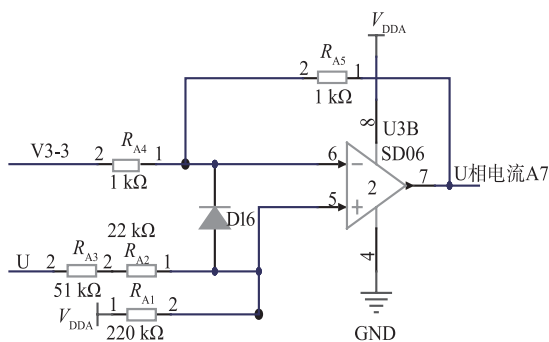 V_DDA
R_A5
2 1
1 kΩ
8
U3B
SD06
V3-3
R_A4
2 1
1 kΩ
6
2
7
U相电流A7
5
D16
22 kΩ
U
R_A3
2 2
R_A2
1
51 kΩ
R_A1
V_DDA
1 2
220 kΩ
4
GND